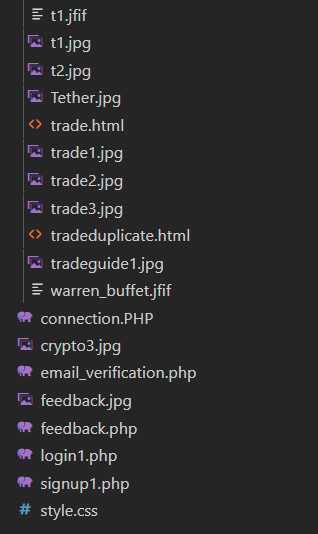 t1.jfif
t1.jpg
t2.jpg
Tether.jpg
trade.html
trade1.jpg
trade2.jpg
trade3.jpg
tradeduplicate.html
tradeguide1.jpg
warren_buffet.jfif
connection.PHP
crypto3.jpg
email_verification.php
feedback.jpg
feedback.php
login1.php
signup1.php
style.css